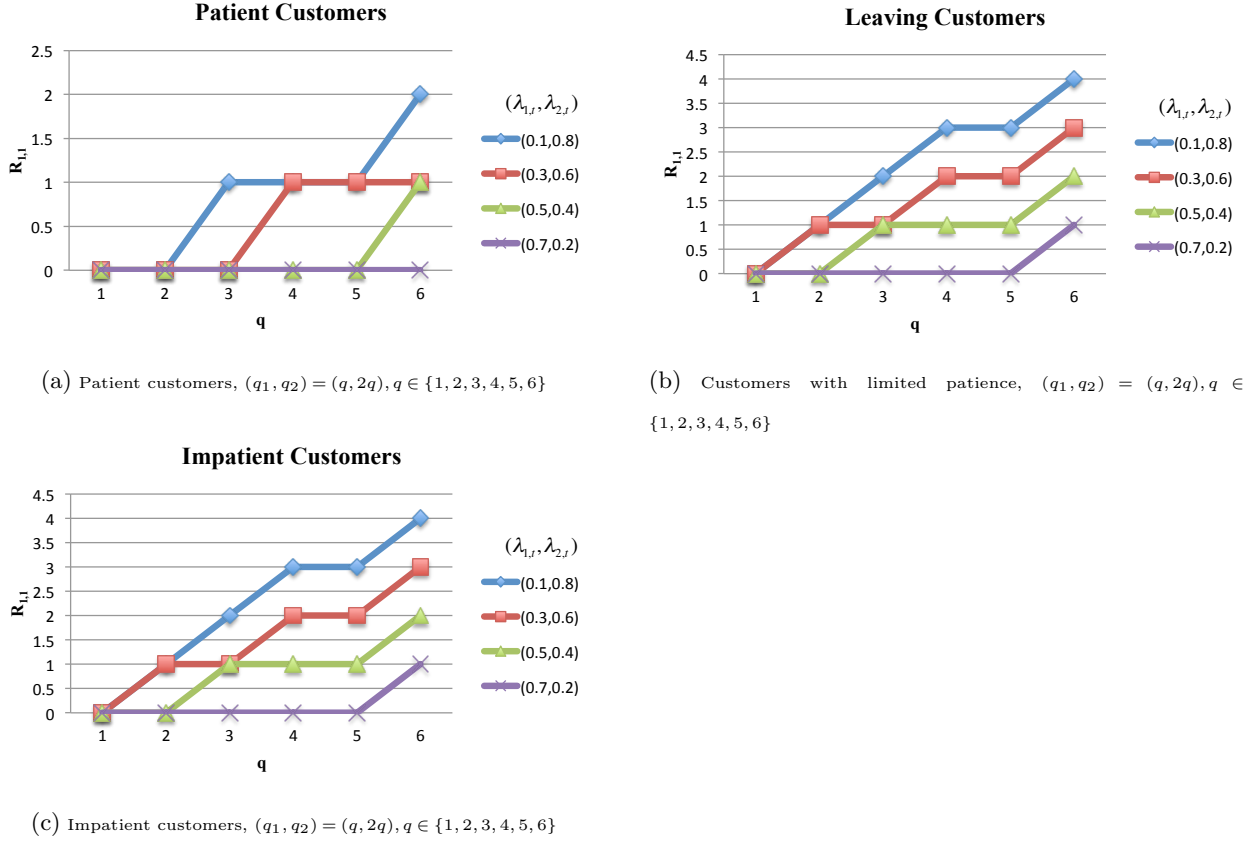 Patient Customers
2.5
2
1.5
1
0.5
0
R1,1
1 2 3 4 5 6
q
(λ1,t,λ2,t)
(0.1,0.8)
(0.3,0.6)
(0.5,0.4)
(0.7,0.2)
(a) Patient customers, (q1, q2) = (q, 2q), q ∈ {1, 2, 3, 4, 5, 6}
Leaving Customers
4.5
4
3.5
3
2.5
2
1.5
1
0.5
0
R1,1
1 2 3 4 5 6
q
(λ1,t,λ2,t)
(0.1,0.8)
(0.3,0.6)
(0.5,0.4)
(0.7,0.2)
(b) Customers with limited patience, (q1, q2) = (q, 2q), q ∈
{1, 2, 3, 4, 5, 6}
Impatient Customers
4.5
4
3.5
3
2.5
2
1.5
1
0.5
0
R1,1
1 2 3 4 5 6
q
(λ1,t,λ2,t)
(0.1,0.8)
(0.3,0.6)
(0.5,0.4)
(0.7,0.2)
(c) Impatient customers, (q1, q2) = (q, 2q), q ∈ {1, 2, 3, 4, 5, 6}